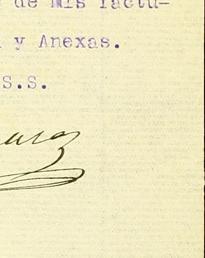 de Mis factu-
y Anexas.
S.S.